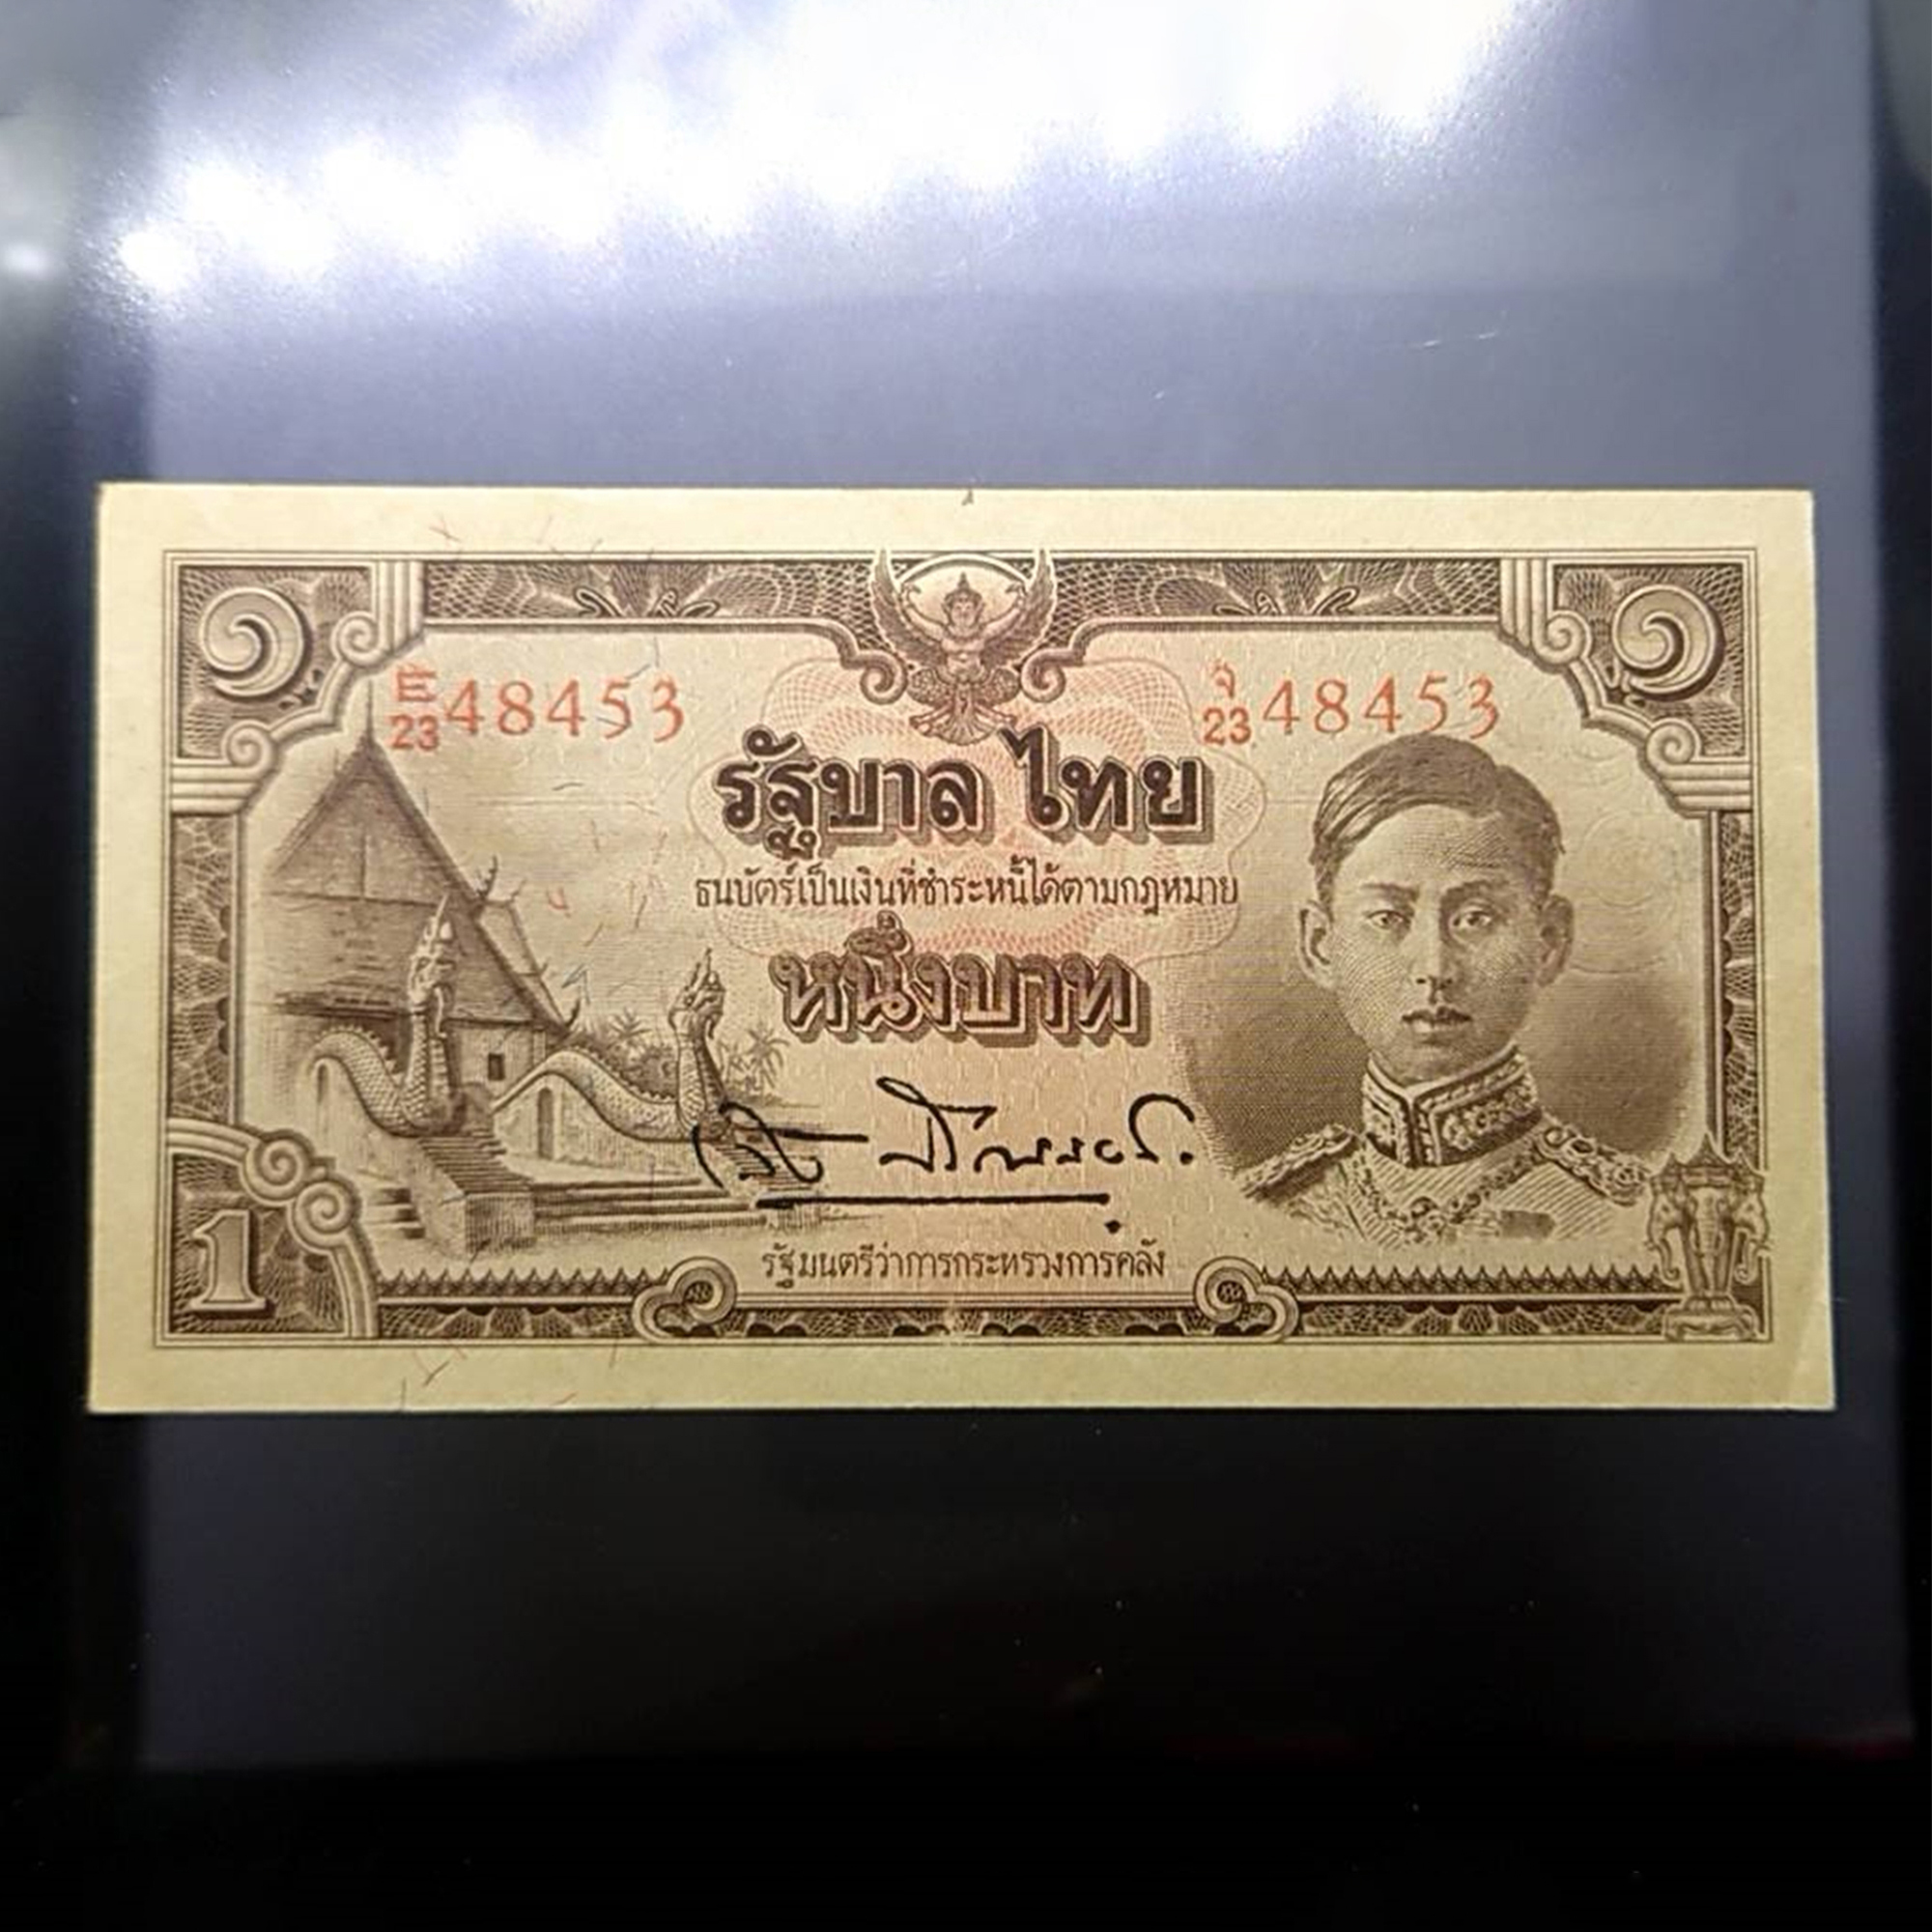 ๑ ๑
E/23 48453 จ/23 48453
รัฐบาล ไทย
ธนบัตร์เป็นเงินที่ชำระหนี้ได้ตามกฎหมาย
หนึ่งบาท
รัฐมนตรีว่าการกระทรวงการคลัง
1